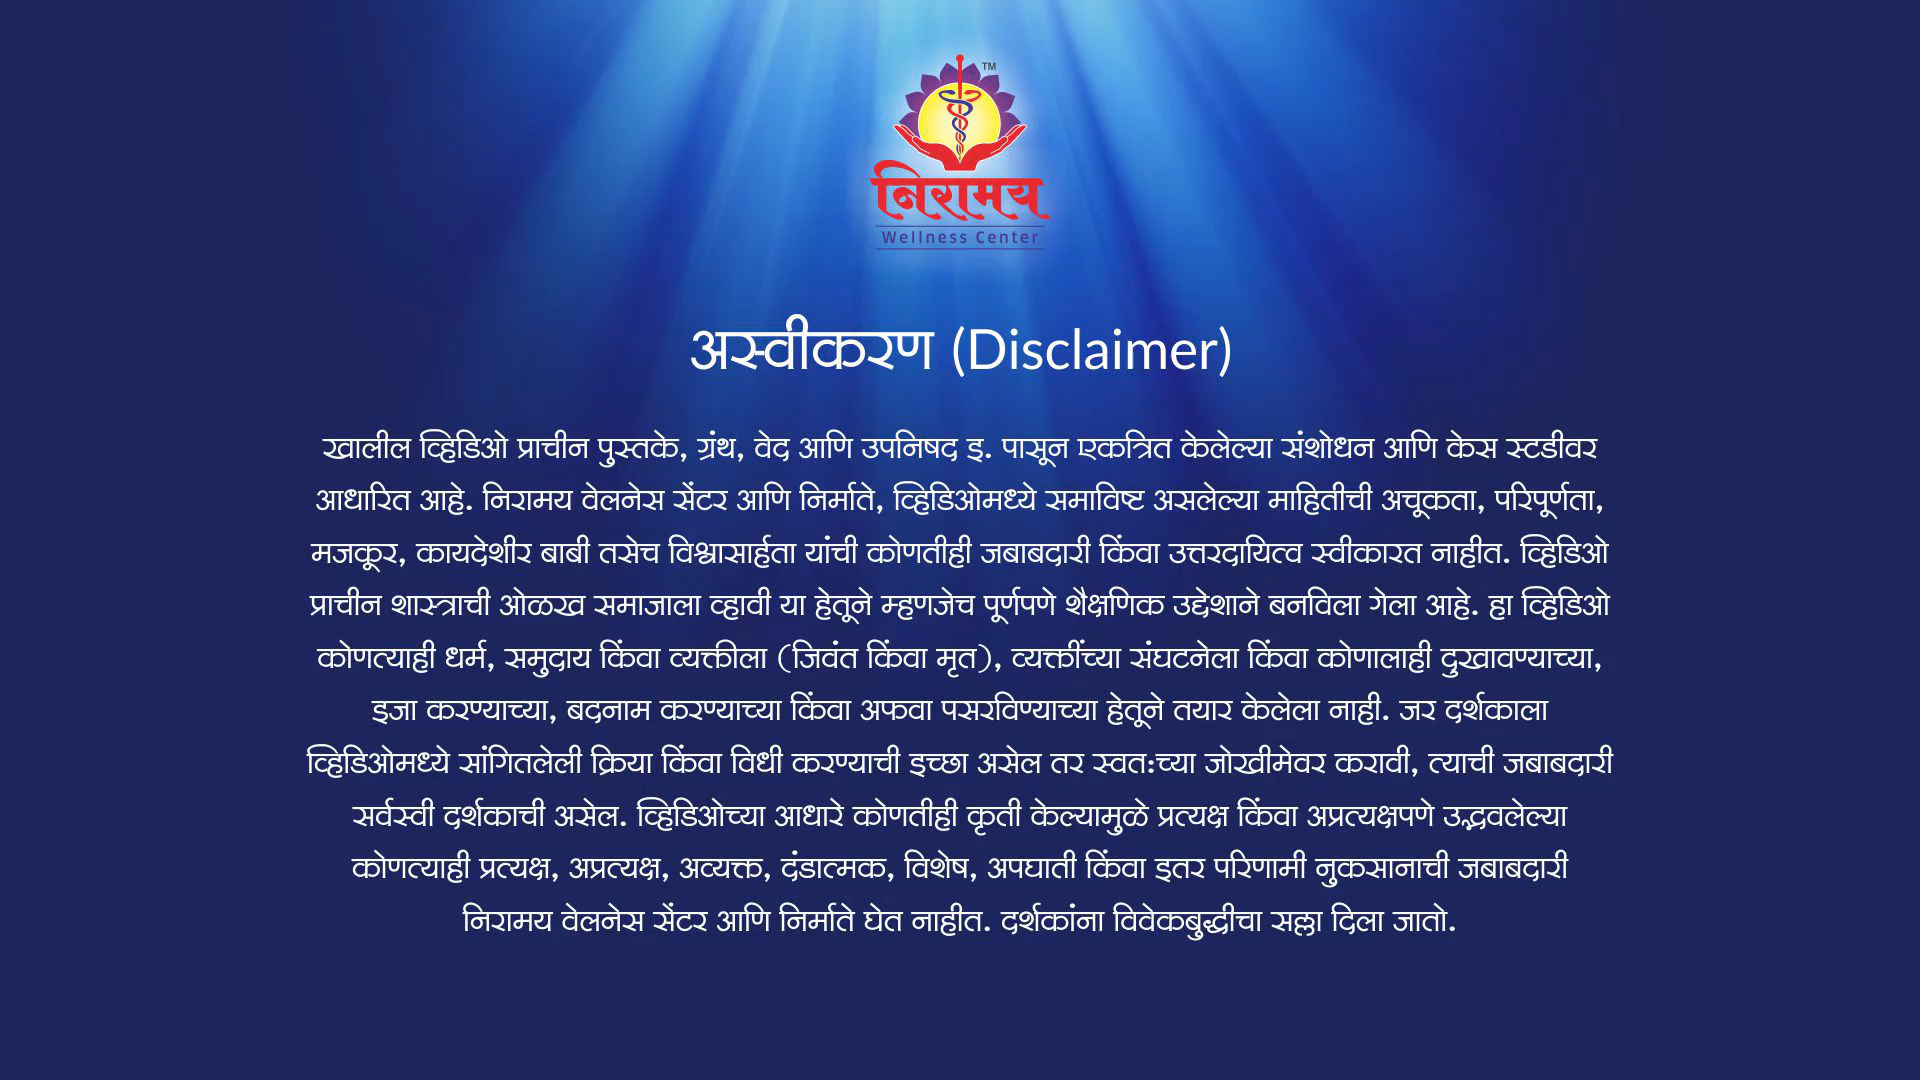 TM
निरामय
Wellness Center
अस्वीकरण (Disclaimer)
खालील व्हिडिओ प्राचीन पुस्तके, ग्रंथ, वेद आणि उपनिषद इ. पासून एकत्रित केलेल्या संशोधन आणि केस स्टडीवर
आधारित आहे. निरामय वेलनेस सेंटर आणि निर्माते, व्हिडिओमध्ये समाविष्ट असलेल्या माहितीची अचूकता, परिपूर्णता,
मजकूर, कायदेशीर बाबी तसेच विश्वासार्हता यांची कोणतीही जबाबदारी किंवा उत्तरदायित्व स्वीकारत नाहीत. व्हिडिओ
प्राचीन शास्त्राची ओळख समाजाला व्हावी या हेतूने म्हणजेच पूर्णपणे शैक्षणिक उद्देशाने बनविला गेला आहे. हा व्हिडिओ
कोणत्याही धर्म, समुदाय किंवा व्यक्तीला (जिवंत किंवा मृत), व्यक्तींच्या संघटनेला किंवा कोणालाही दुखावण्याच्या,
इजा करण्याच्या, बदनाम करण्याच्या किंवा अफवा पसरविण्याच्या हेतूने तयार केलेला नाही. जर दर्शकाला
व्हिडिओमध्ये सांगितलेली क्रिया किंवा विधी करण्याची इच्छा असेल तर स्वत:च्या जोखीमेवर करावी, त्याची जबाबदारी
सर्वस्वी दर्शकाची असेल. व्हिडिओच्या आधारे कोणतीही कृती केल्यामुळे प्रत्यक्ष किंवा अप्रत्यक्षपणे उद्भवलेल्या
कोणत्याही प्रत्यक्ष, अप्रत्यक्ष, अव्यक्त, दंडात्मक, विशेष, अपघाती किंवा इतर परिणामी नुकसानाची जबाबदारी
निरामय वेलनेस सेंटर आणि निर्माते घेत नाहीत. दर्शकांना विवेकबुद्धीचा सल्ला दिला जातो.